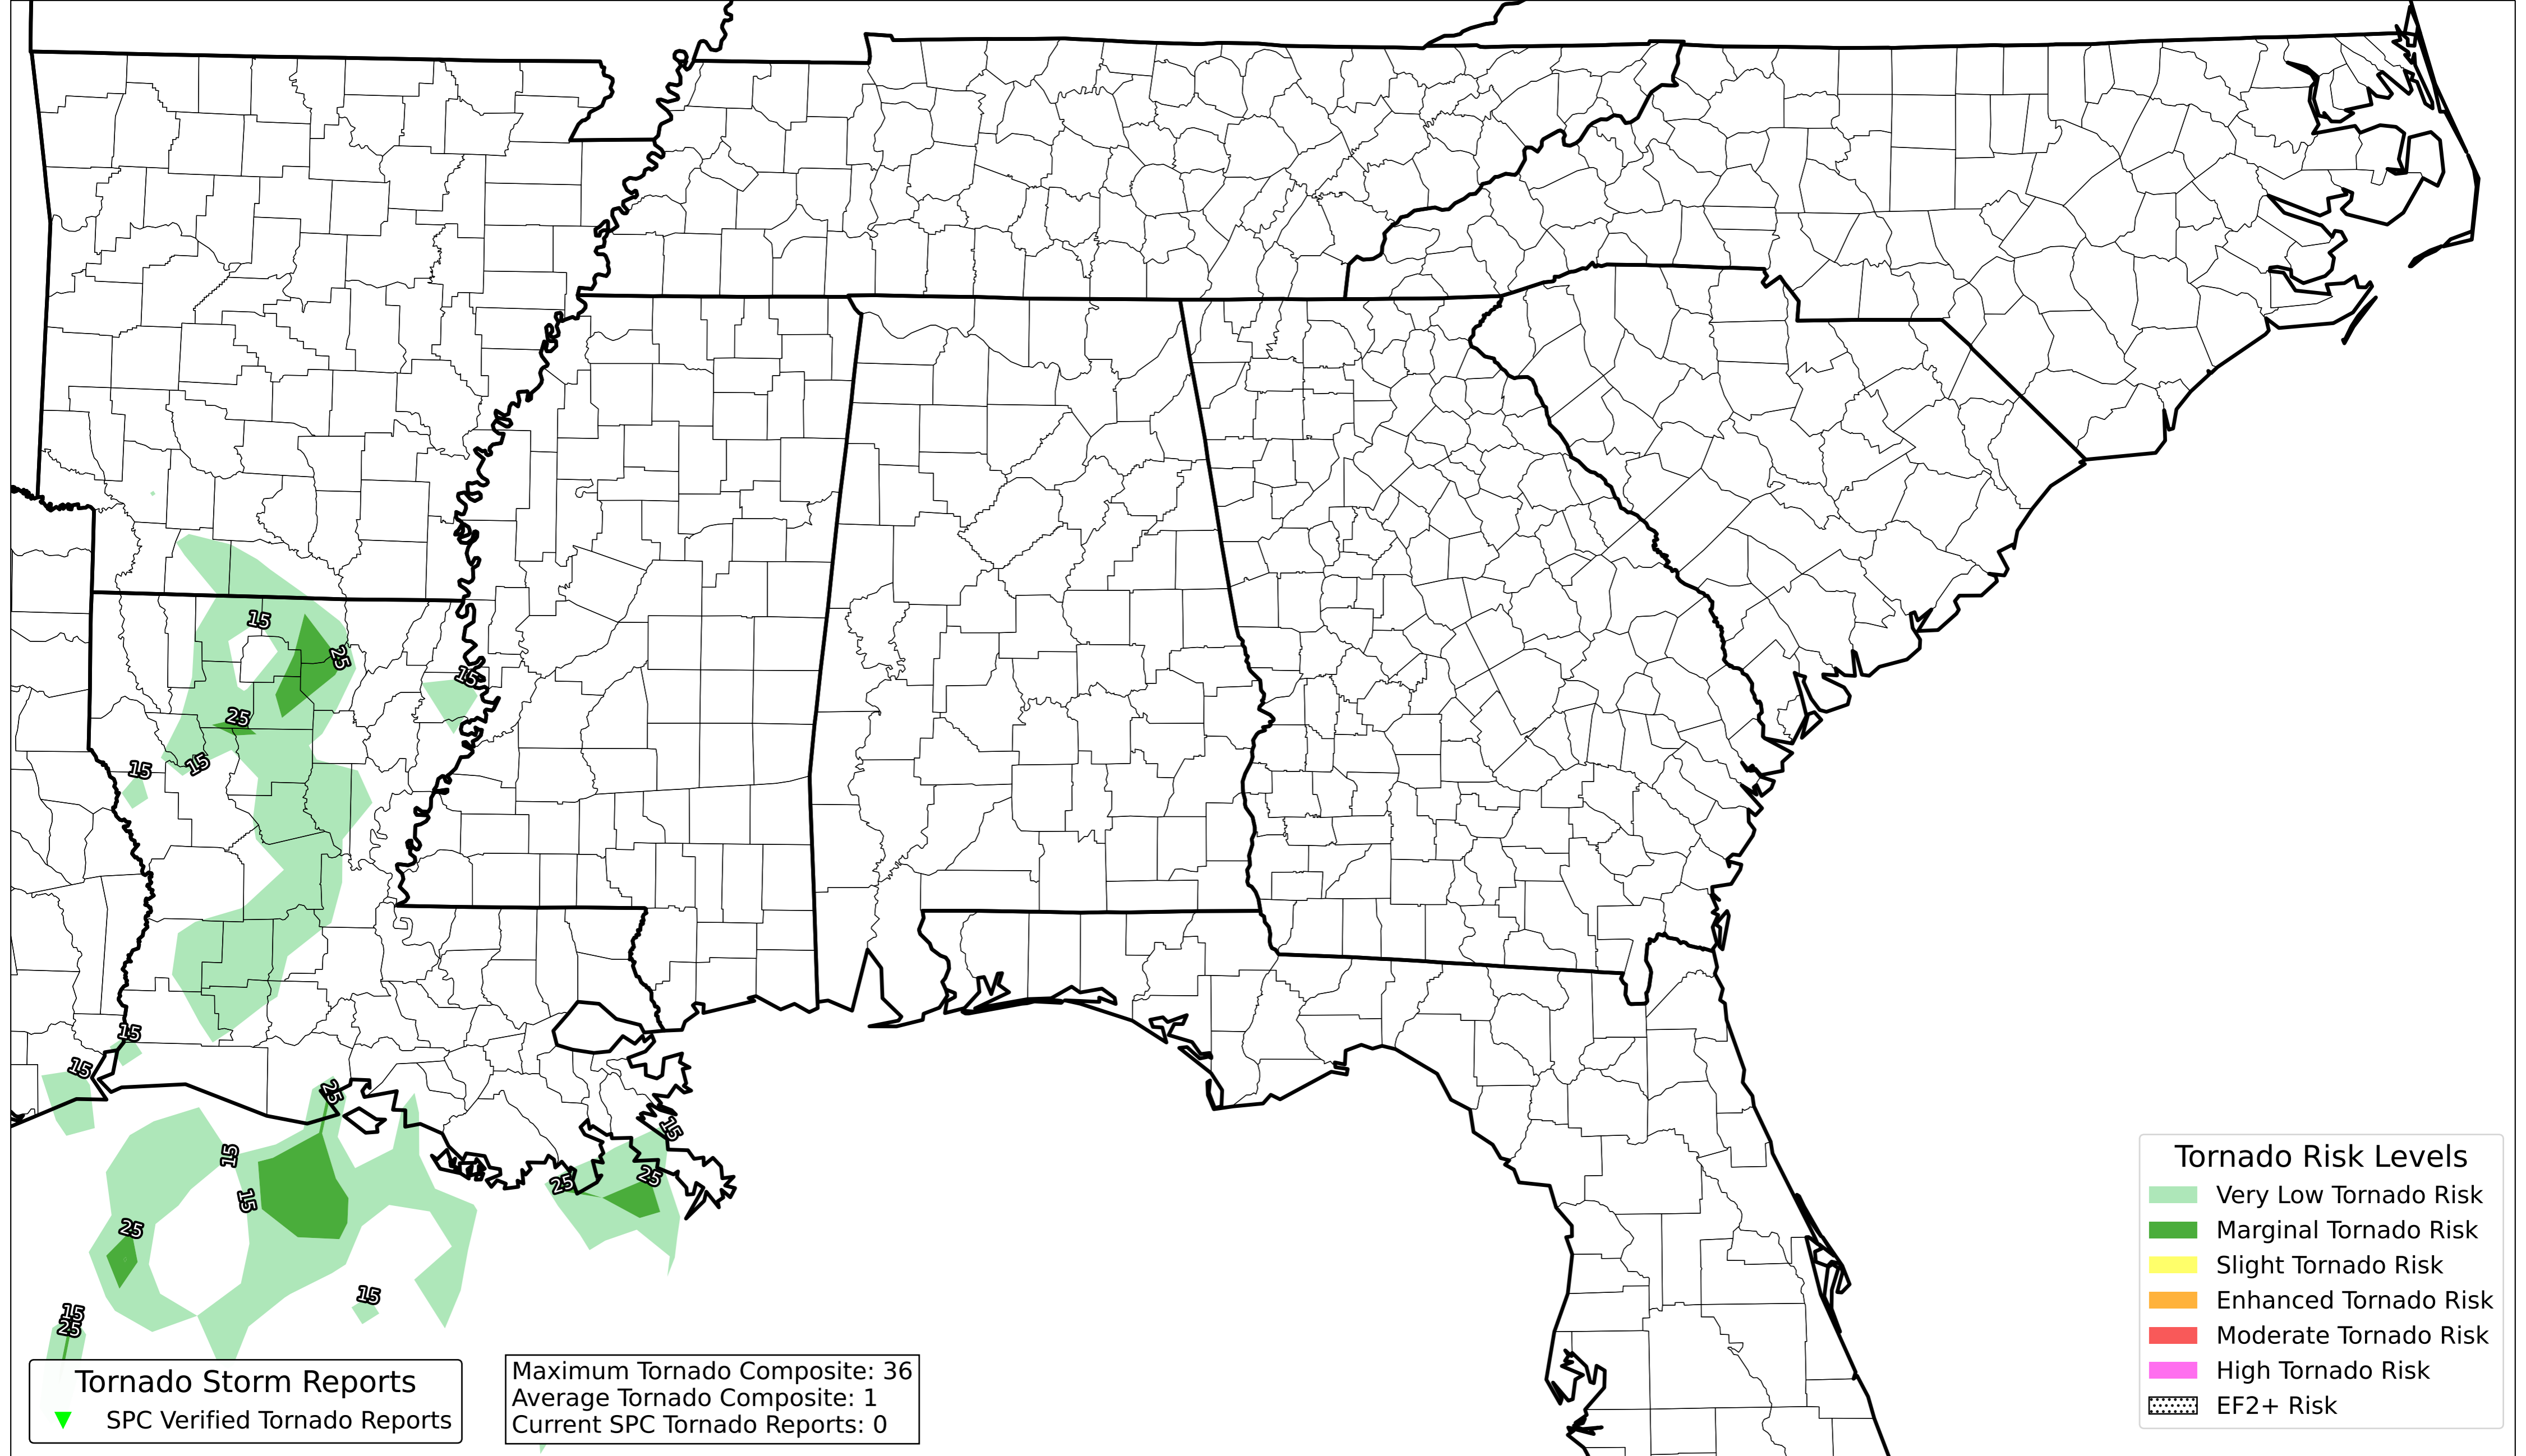 15
25
15
25
15
15
15
15
25
15
15
15
25
25
25
15
15
25
Tornado Storm Reports
SPC Verified Tornado Reports
Maximum Tornado Composite: 36
Average Tornado Composite: 1
Current SPC Tornado Reports: 0
Tornado Risk Levels
Very Low Tornado Risk
Marginal Tornado Risk
Slight Tornado Risk
Enhanced Tornado Risk
Moderate Tornado Risk
High Tornado Risk
EF2+ Risk